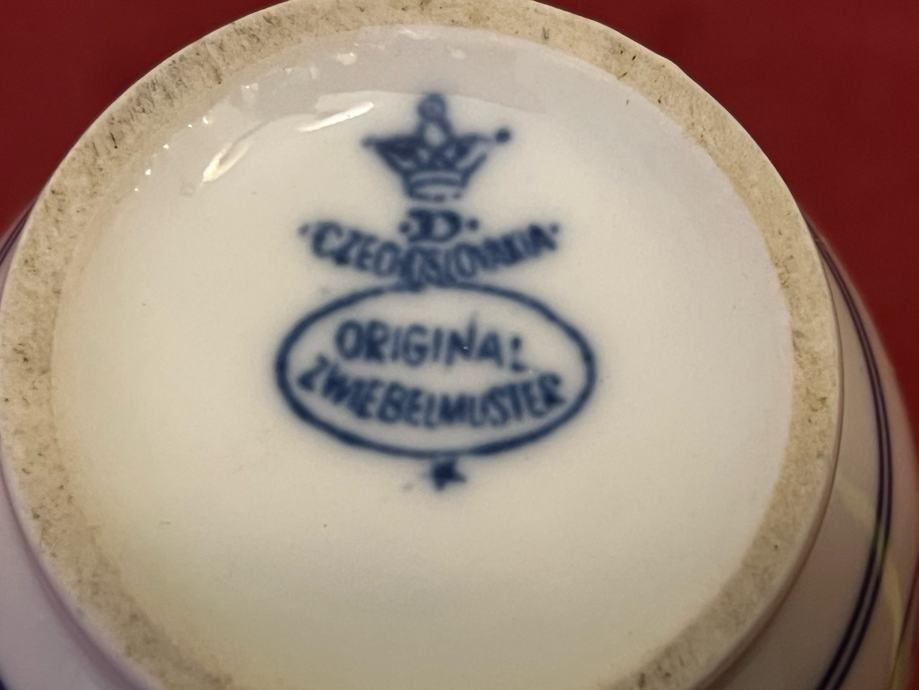 ·D·
·CZECHOSLOVAKIA·
ORIGINAL
ZWIEBELMUSTER